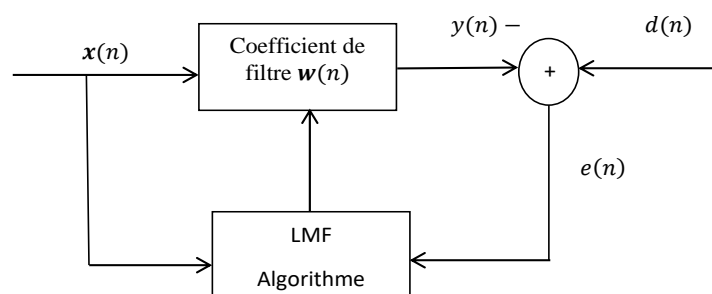 x(n)
Coefficient de
filtre w(n)
y(n) −
+
d(n)
e(n)
LMF
Algorithme